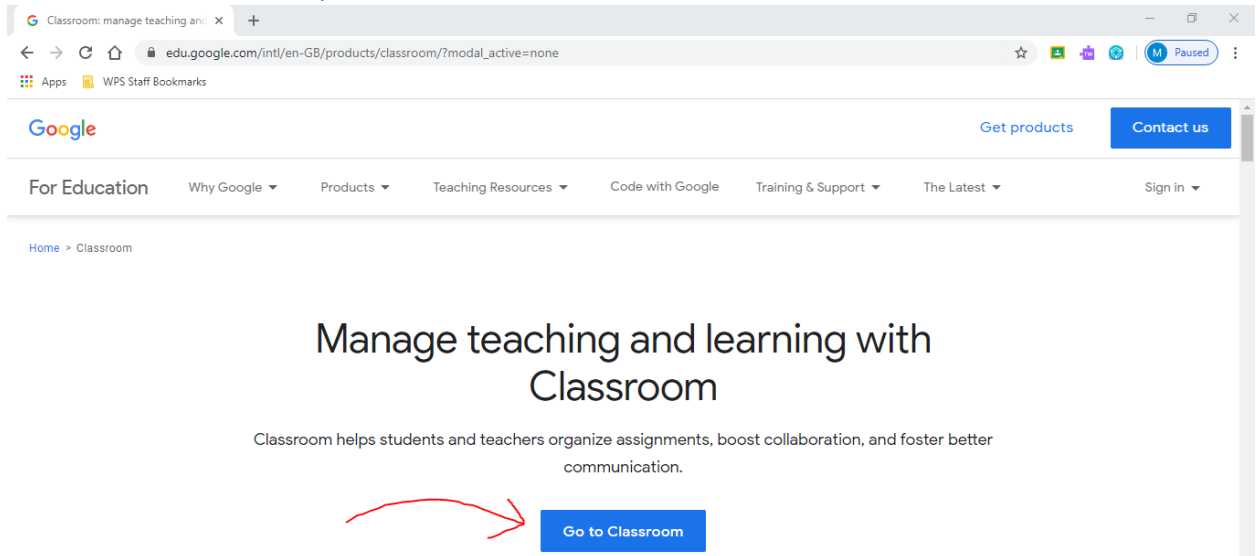 Classroom: manage teaching and
edu.google.com/intl/en-GB/products/classroom/?modal_active=none
M Paused
Apps WPS Staff Bookmarks
Google Get products Contact us
For Education Why Google Products Teaching Resources Code with Google Training & Support The Latest Sign in
Home > Classroom
Manage teaching and learning with
Classroom
Classroom helps students and teachers organize assignments, boost collaboration, and foster better
communication.
Go to Classroom